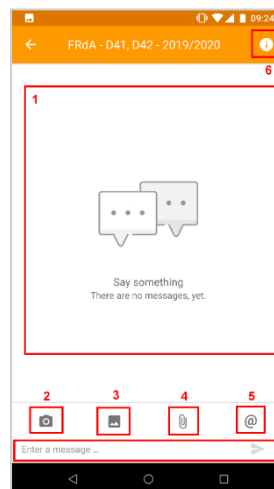 09:24
FRdA - D41, D42 - 2019/2020
6
1
Say something
There are no messages, yet.
2 3 4 5
@
Enter a message ...